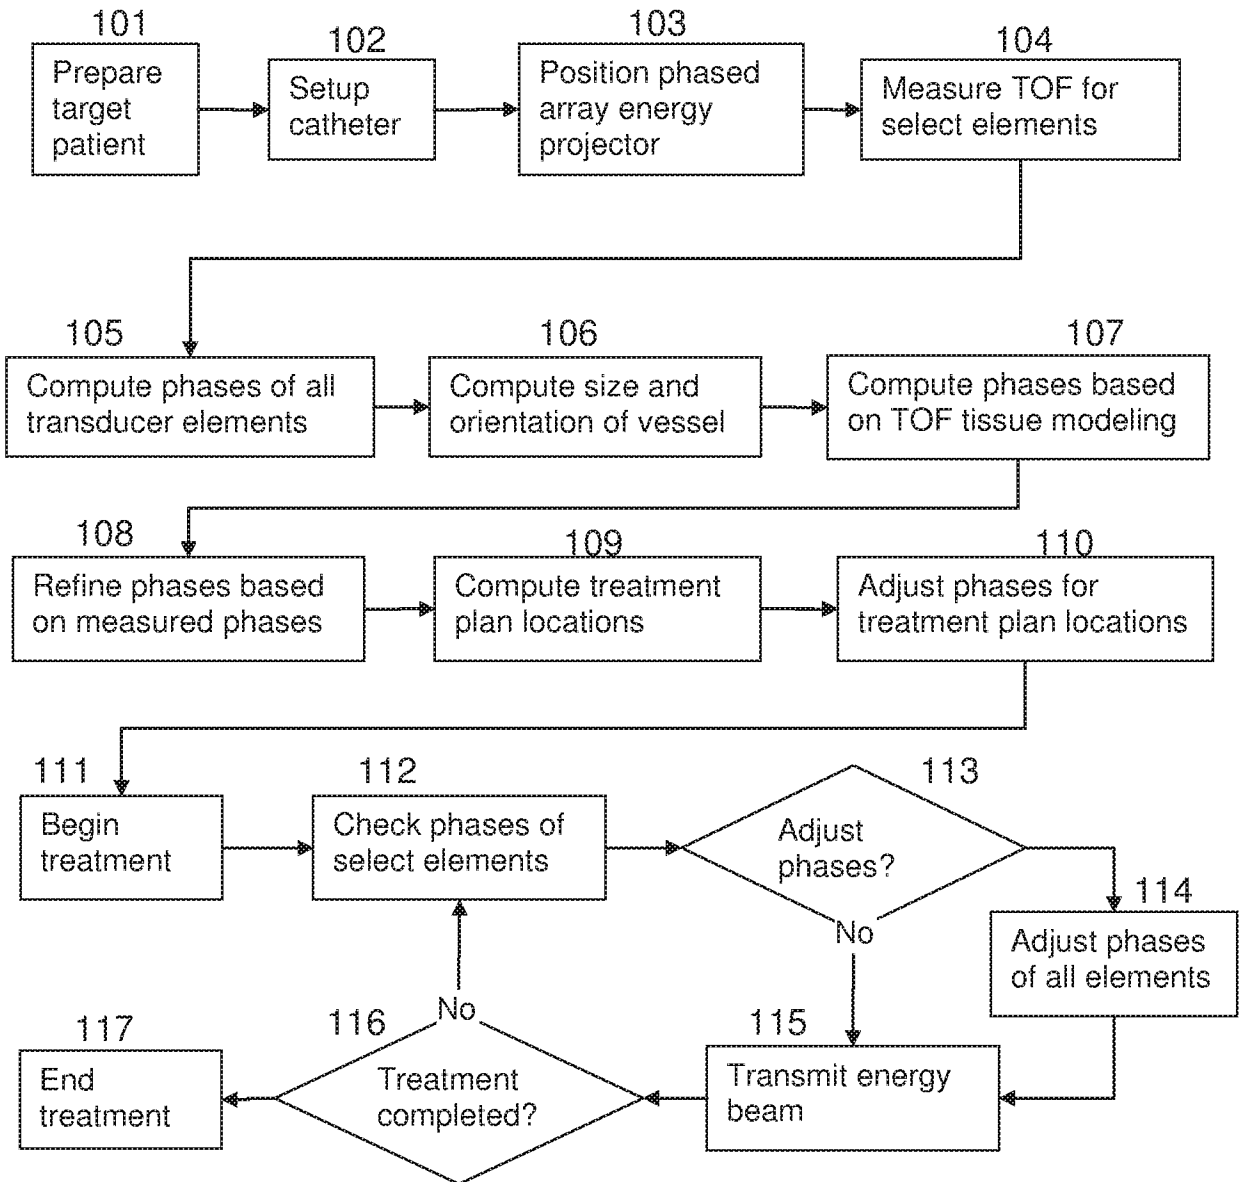 101
Prepare
target
patient
102
Setup
catheter
103
Position phased
array energy
projector
104
Measure TOF for
select elements
105
Compute phases of all
transducer elements
106
Compute size and
orientation of vessel
107
Compute phases based
on TOF tissue modeling
108
Refine phases based
on measured phases
109
Compute treatment
plan locations
110
Adjust phases for
treatment plan locations
111
Begin
treatment
112
Check phases of
select elements
113
Adjust
phases?
No
114
Adjust phases
of all elements
115
Transmit energy
beam
116
No
Treatment
completed?
117
End
treatment